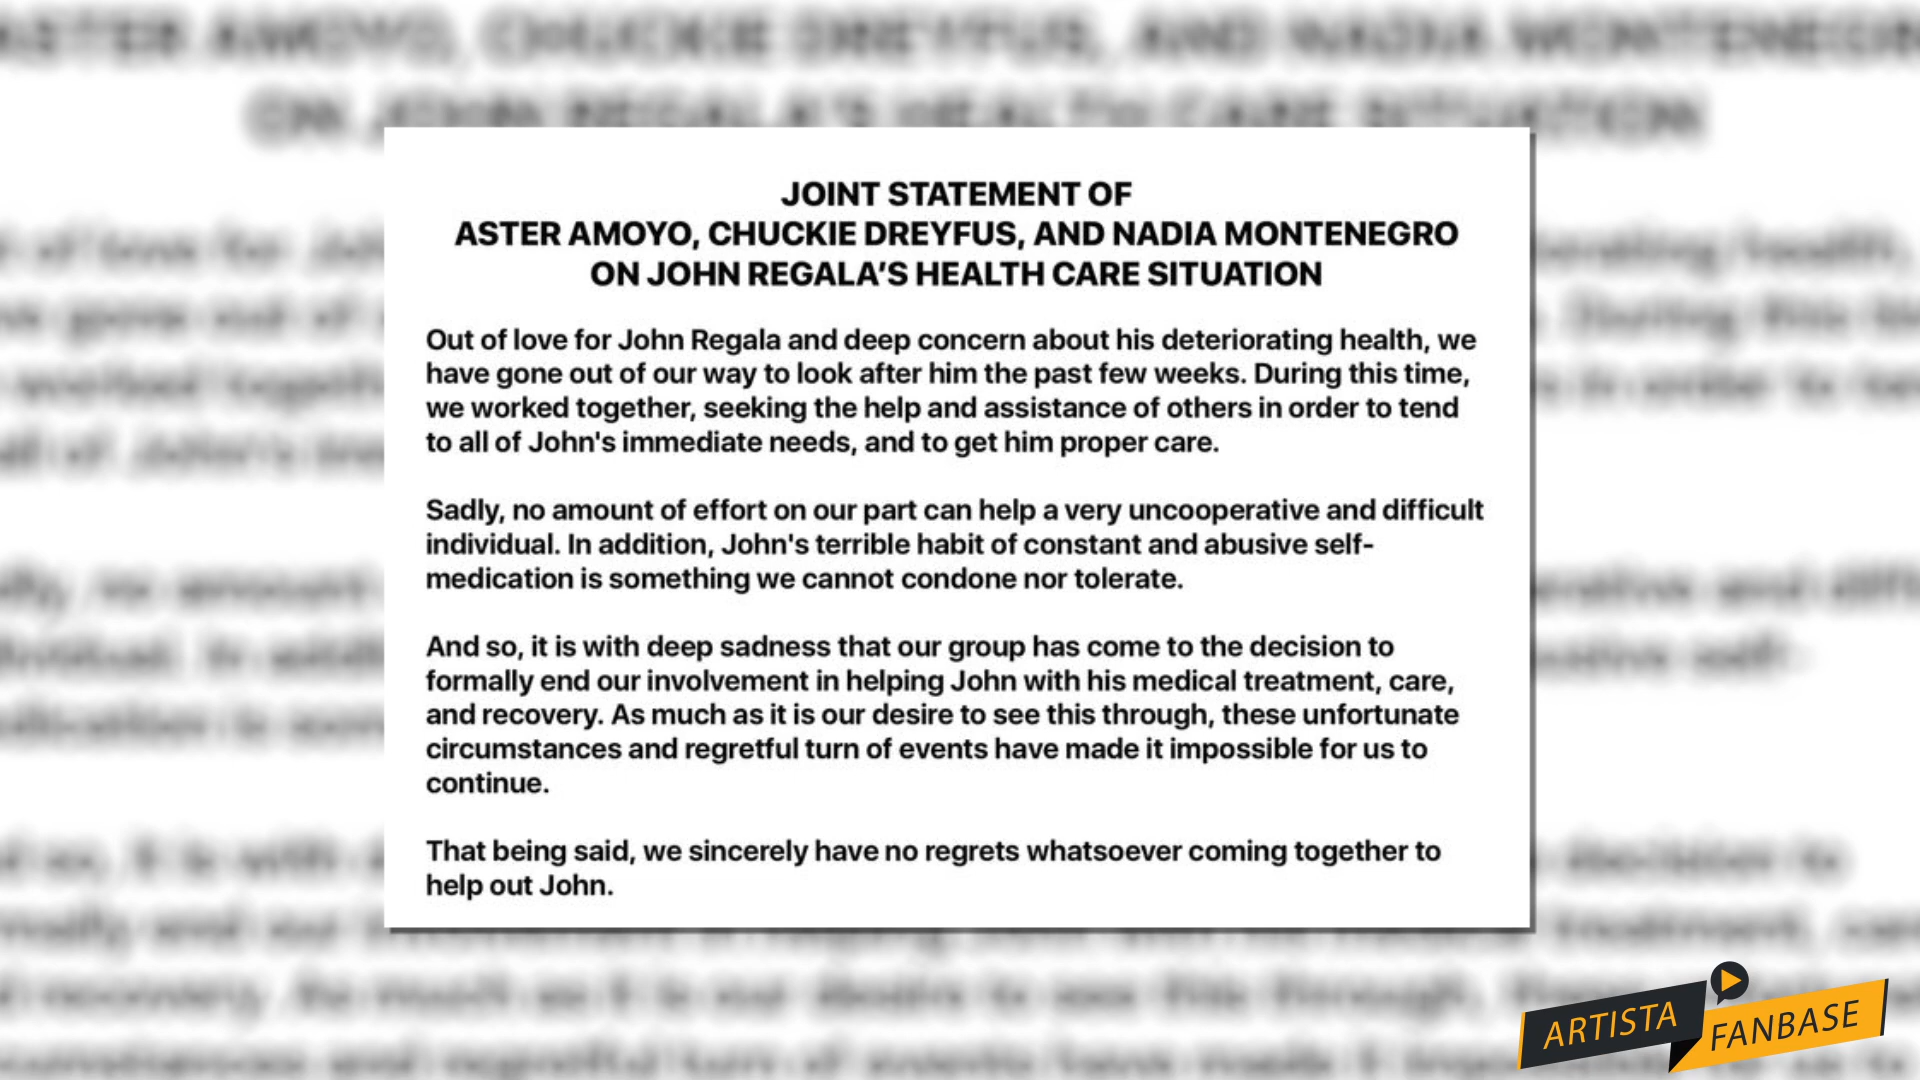 JOINT STATEMENT OF
ASTER AMOYO, CHUCKIE DREYFUS, AND NADIA MONTENEGRO
ON JOHN REGALA’S HEALTH CARE SITUATION
Out of love for John Regala and deep concern about his deteriorating health, we
have gone out of our way to look after him the past few weeks. During this time,
we worked together, seeking the help and assistance of others in order to tend
to all of John's immediate needs, and to get him proper care.
Sadly, no amount of effort on our part can help a very uncooperative and difficult
individual. In addition, John's terrible habit of constant and abusive self-
medication is something we cannot condone nor tolerate.
And so, it is with deep sadness that our group has come to the decision to
formally end our involvement in helping John with his medical treatment, care,
and recovery. As much as it is our desire to see this through, these unfortunate
circumstances and regretful turn of events have made it impossible for us to
continue.
That being said, we sincerely have no regrets whatsoever coming together to
help out John.
ARTISTA
FANBASE